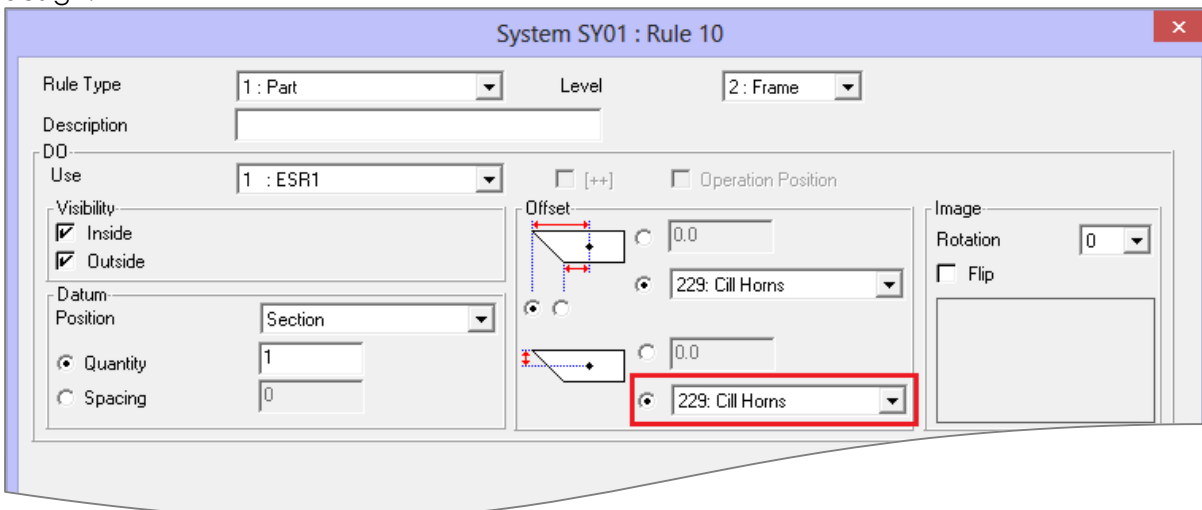 System SY01 : Rule 10
×
Rule Type
1 : Part
Level
2 : Frame
Description
DO
Use
1 : ESR1
[++]
Operation Position
Visibility
Inside
Outside
Offset
0.0
229: Cill Horns
Image
Rotation
0
Flip
Datum
Position
Section
Quantity
1
Spacing
0
0.0
229: Cill Horns